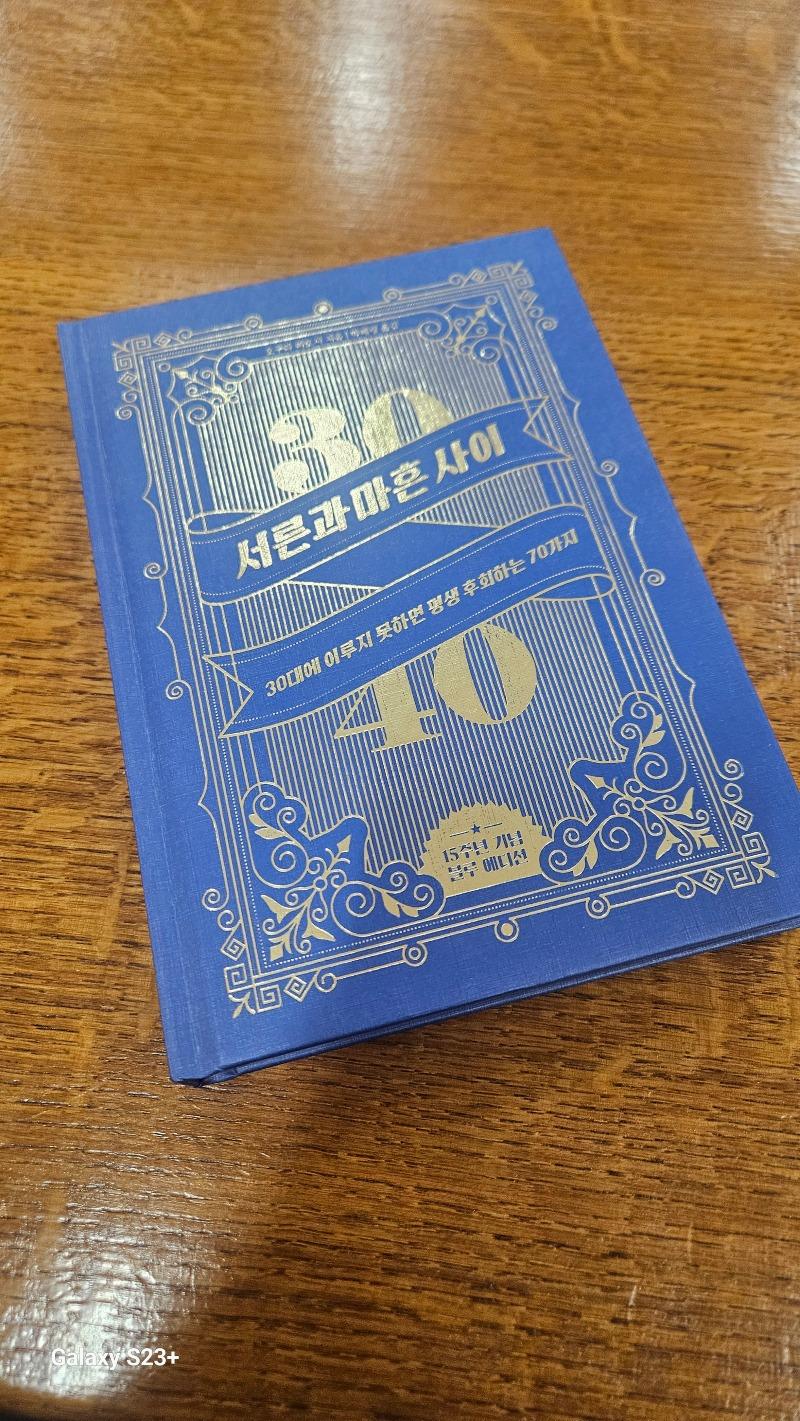 30
서른과 마흔 사이
30대에 이루지 못하면 평생 후회하는 70가지
40
15주년 기념
블루 에디션
Galaxy S23+